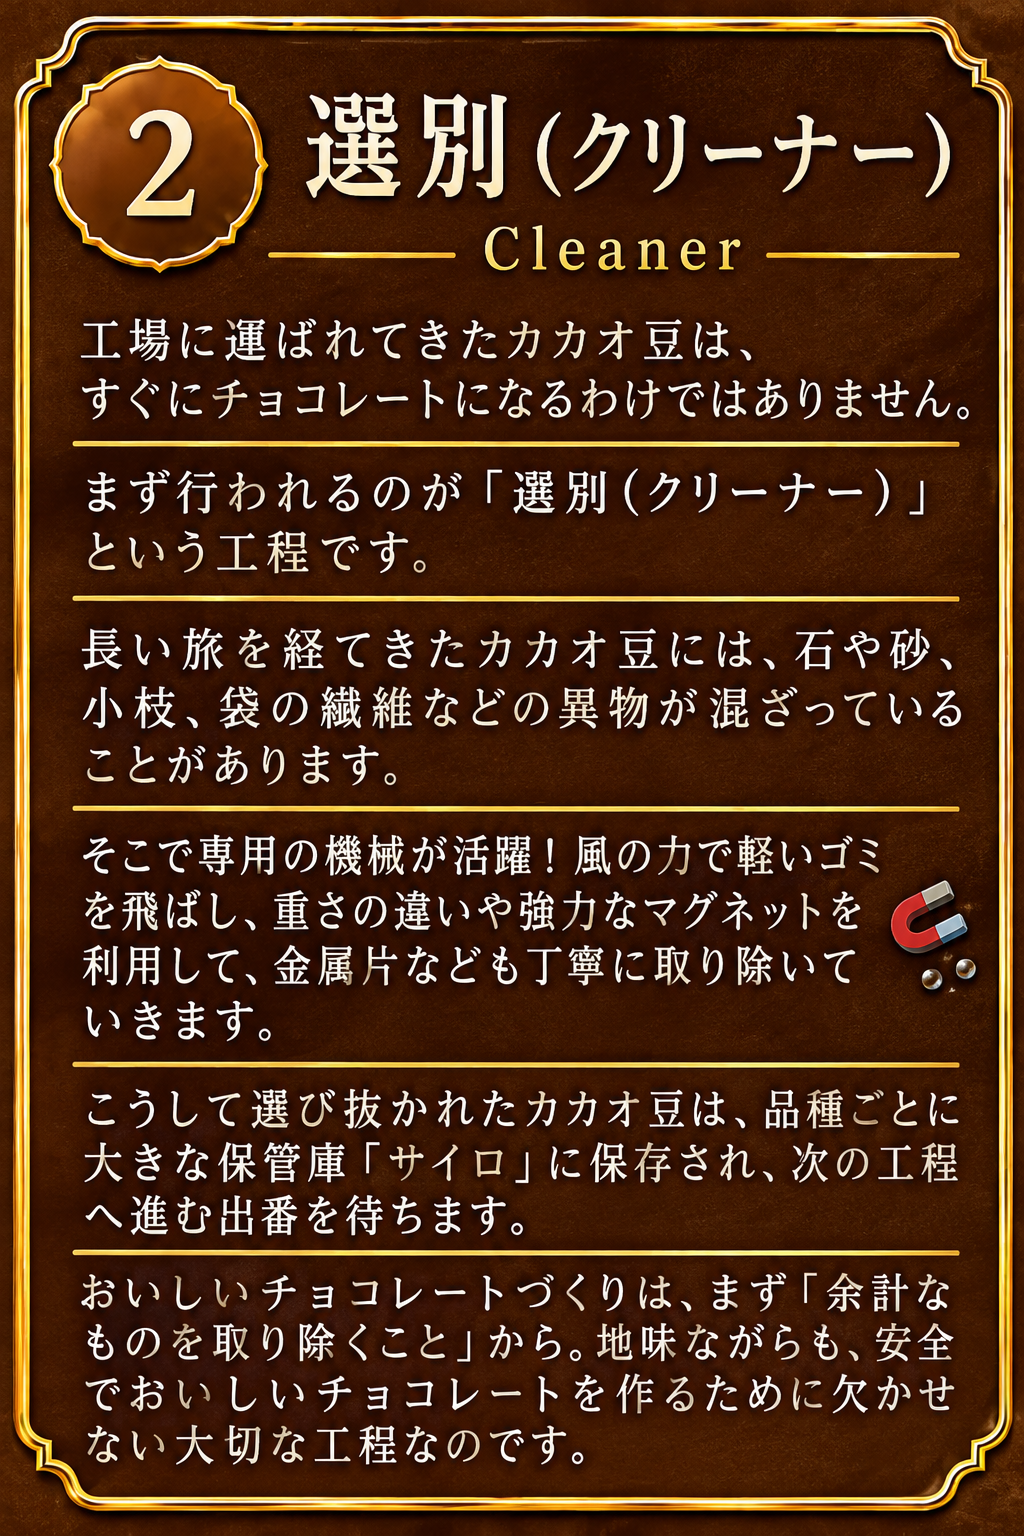 2
選別(クリーナー)
Cleaner
工場に運ばれてきたカカオ豆は、
すぐにチョコレートになるわけではありません。
まず行われるのが「選別(クリーナー)」
という工程です。
長い旅を経てきたカカオ豆には、石や砂、
小枝、袋の繊維などの異物が混ざっている
ことがあります。
そこで専用の機械が活躍！風の力で軽いゴミ
を飛ばし、重さの違いや強力なマグネットを
利用して、金属片なども丁寧に取り除いて
いきます。
こうして選び抜かれたカカオ豆は、品種ごとに
大きな保管庫「サイロ」に保存され、次の工程
へ進む出番を待ちます。
おいしいチョコレートづくりは、まず「余計な
ものを取り除くこと」から。地味ながらも、安全
でおいしいチョコレートを作るために欠かせ
ない大切な工程なのです。